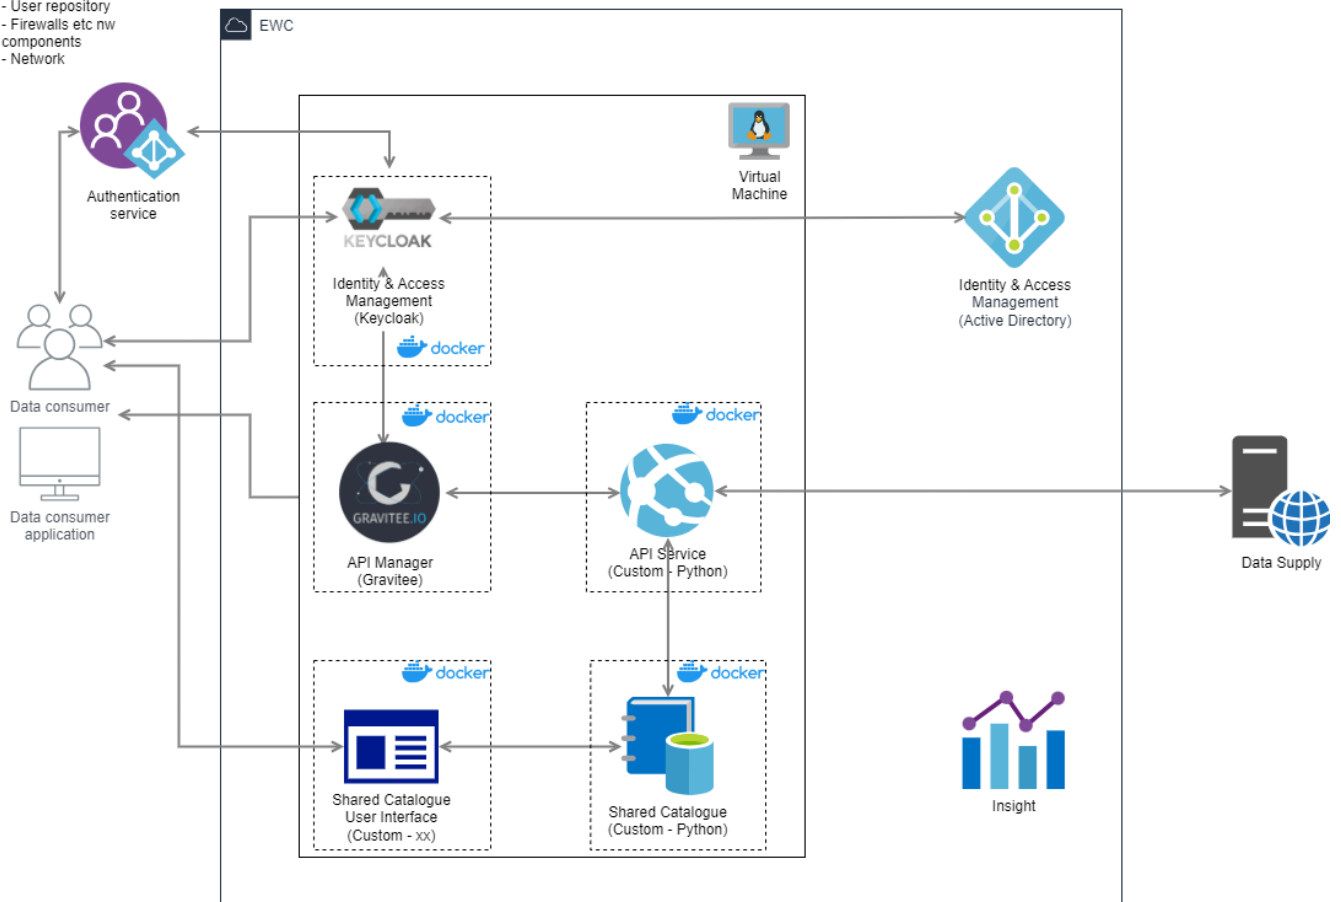 - User repository
- Firewalls etc nw
components
- Network
EWC
Authentication
service
Virtual
Machine
KEYCLOAK
Identity & Access
Management
(Keycloak)
docker
Identity & Access
Management
(Active Directory)
Data consumer
Data consumer
application
docker
GRAVITEE.IO
API Manager
(Gravitee)
docker
API Service
(Custom - Python)
Data Supply
docker
Shared Catalogue
User Interface
(Custom - xx)
docker
Shared Catalogue
(Custom - Python)
Insight